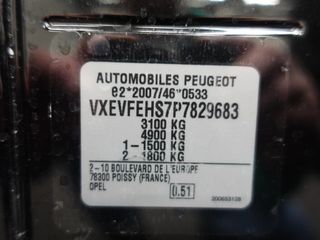 AUTOMOBILES PEUGEOT
e2*2007/46*0533
VXEVFEHS7P7829683
3100 KG
4900 KG
1-1500 KG
2-1800 KG
2-10 BOULEVARD DE L'EUROPE
78300 POISSY (FRANCE)
OPEL
0.51